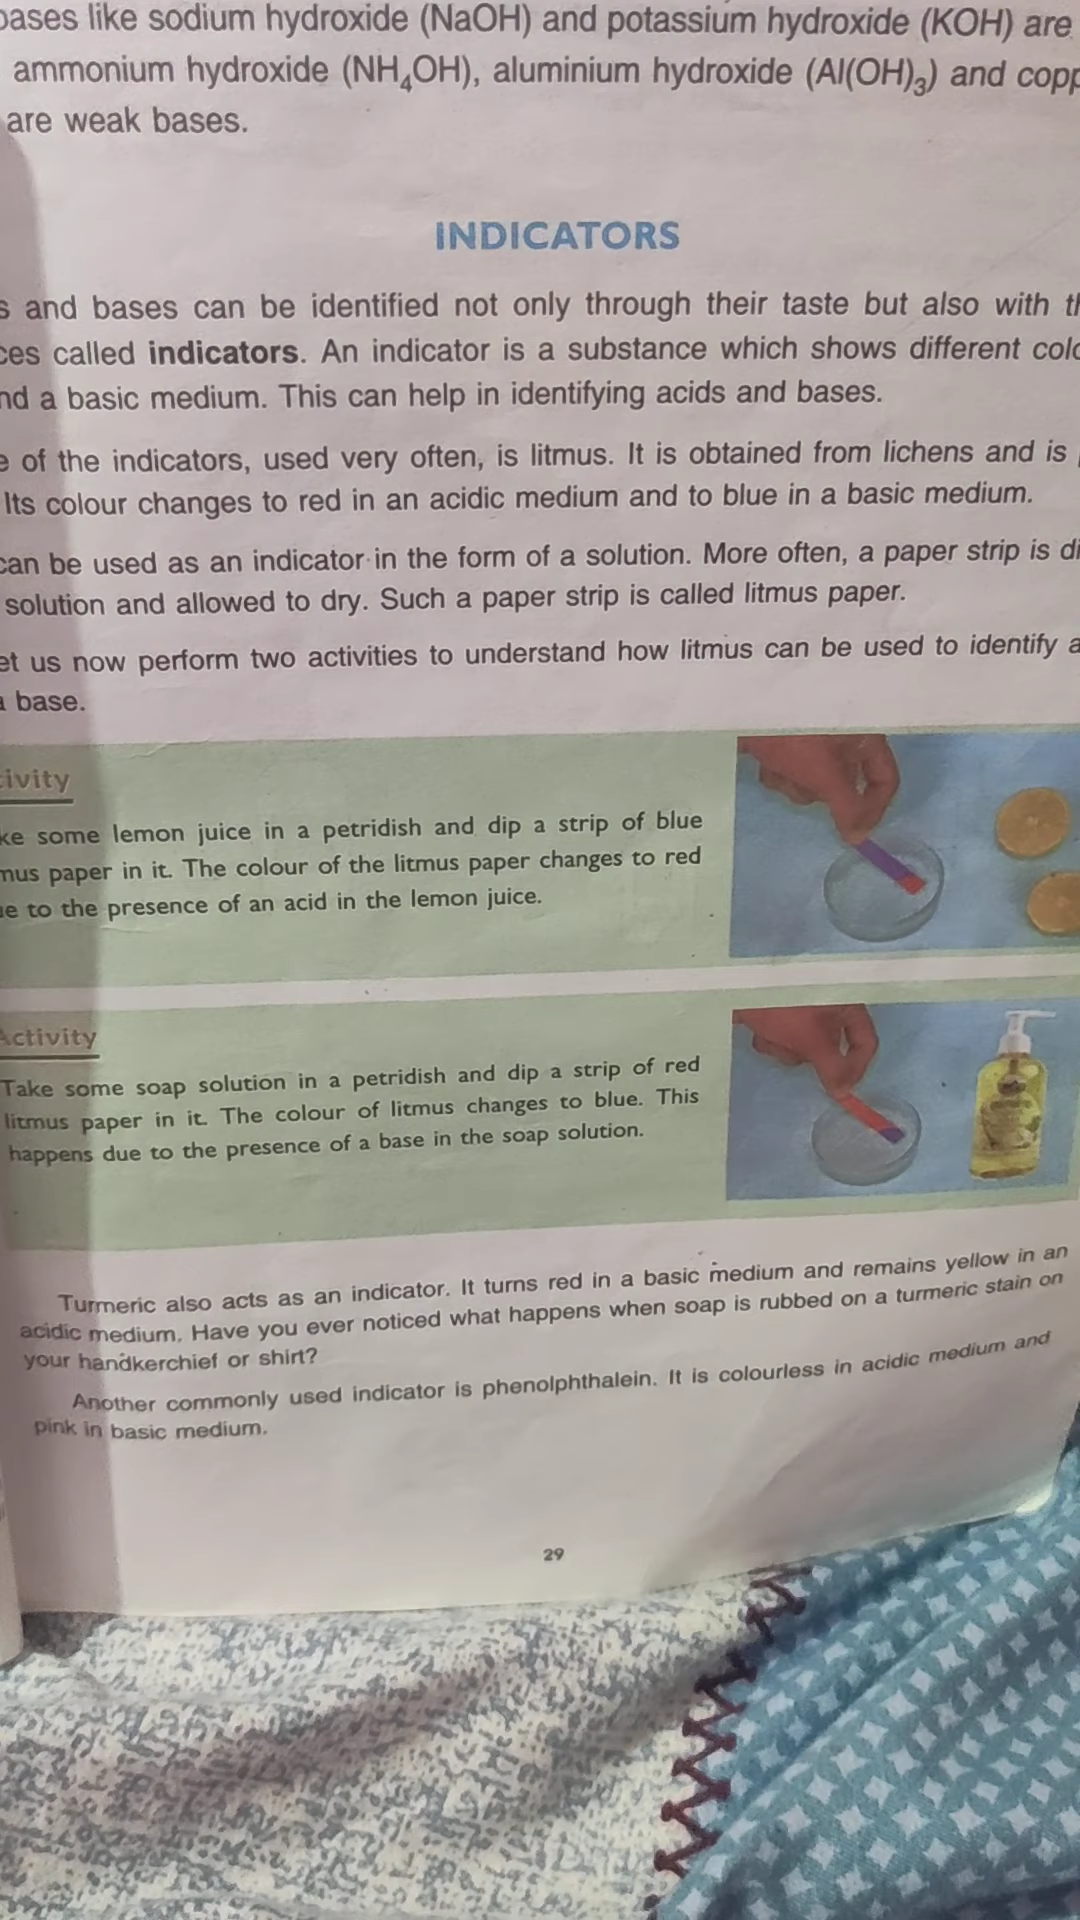 bases like sodium hydroxide (NaOH) and potassium hydroxide (KOH) are
ammonium hydroxide (NH₄OH), aluminium hydroxide (Al(OH)₃) and
are weak bases.
INDICATORS
and bases can be identified not only through their taste but also with
called indicators. An indicator is a substance which shows different
a basic medium. This can help in identifying acids and bases.
of the indicators, used very often, is litmus. It is obtained from lichens and is
Its colour changes to red in an acidic medium and to blue in a basic medium.
can be used as an indicator in the form of a solution. More often, a paper strip is
solution and allowed to dry. Such a paper strip is called litmus paper.
us now perform two activities to understand how litmus can be used to identify
base.
ivity
some lemon juice in a petridish and dip a strip of blue
mus paper in it. The colour of the litmus paper changes to red
to the presence of an acid in the lemon juice.
Activity
Take some soap solution in a petridish and dip a strip of red
litmus paper in it. The colour of litmus changes to blue. This
happens due to the presence of a base in the soap solution.
Turmeric also acts as an indicator. It turns red in a basic medium and remains yellow in an
acidic medium. Have you ever noticed what happens when soap is rubbed on a turmeric stain on
your handkerchief or shirt?
Another commonly used indicator is phenolphthalein. It is colourless in acidic medium and
pink in basic medium.
29